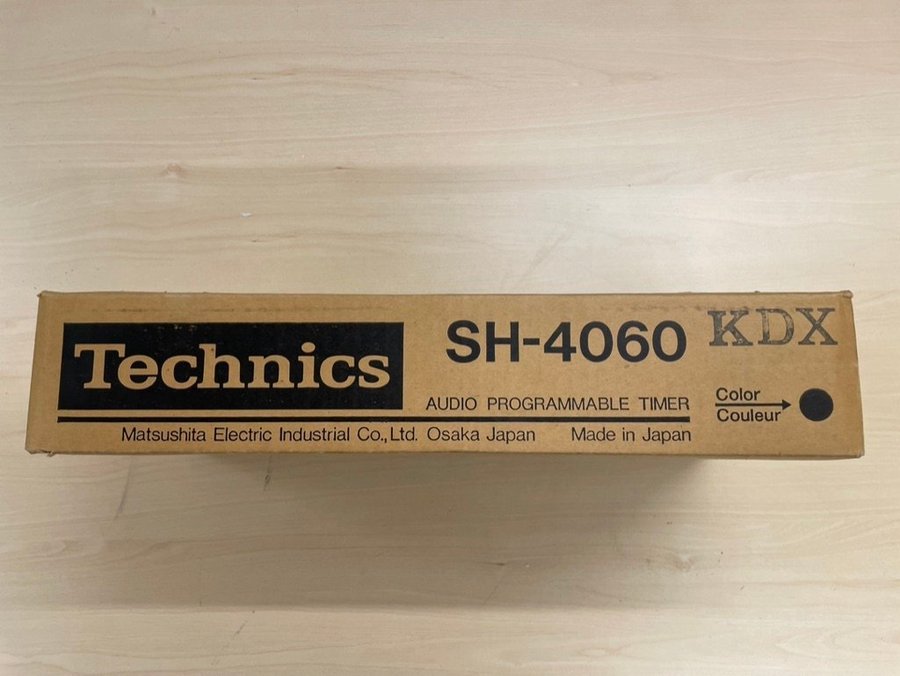 Technics
SH-4060 KDX
AUDIO PROGRAMMABLE TIMER
Color
Couleur
Matsushita Electric Industrial Co.,Ltd. Osaka Japan Made in Japan